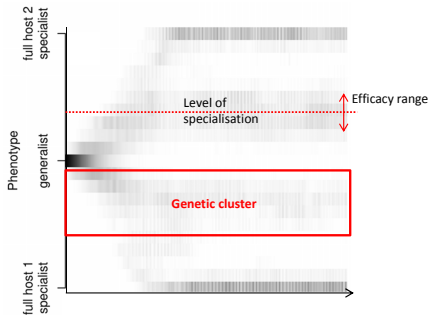 full host 2
specialist
Level of
specialisation
Efficacy range
Phenotype
generalist
Genetic cluster
full host 1
specialist